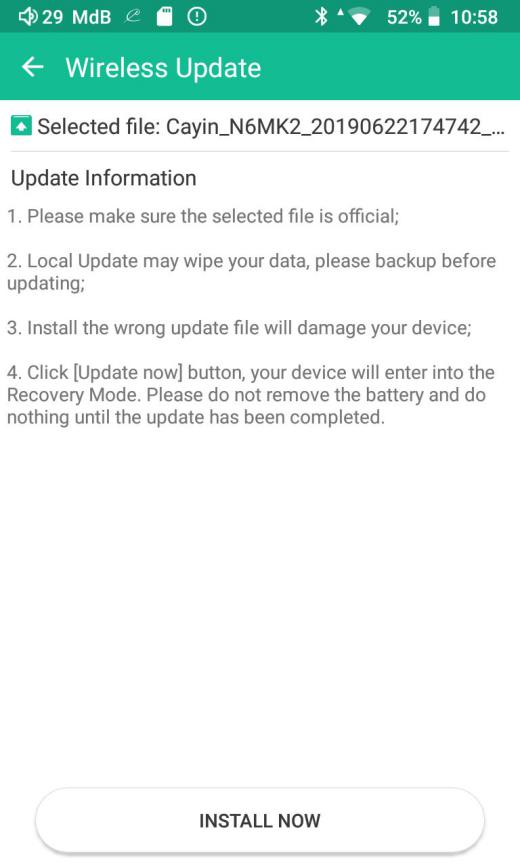 29 MdB 52% 10:58
Wireless Update
Selected file: Cayin_N6MK2_20190622174742_...
Update Information
1. Please make sure the selected file is official;
2. Local Update may wipe your data, please backup before
updating;
3. Install the wrong update file will damage your device;
4. Click [Update now] button, your device will enter into the
Recovery Mode. Please do not remove the battery and do
nothing until the update has been completed.
INSTALL NOW